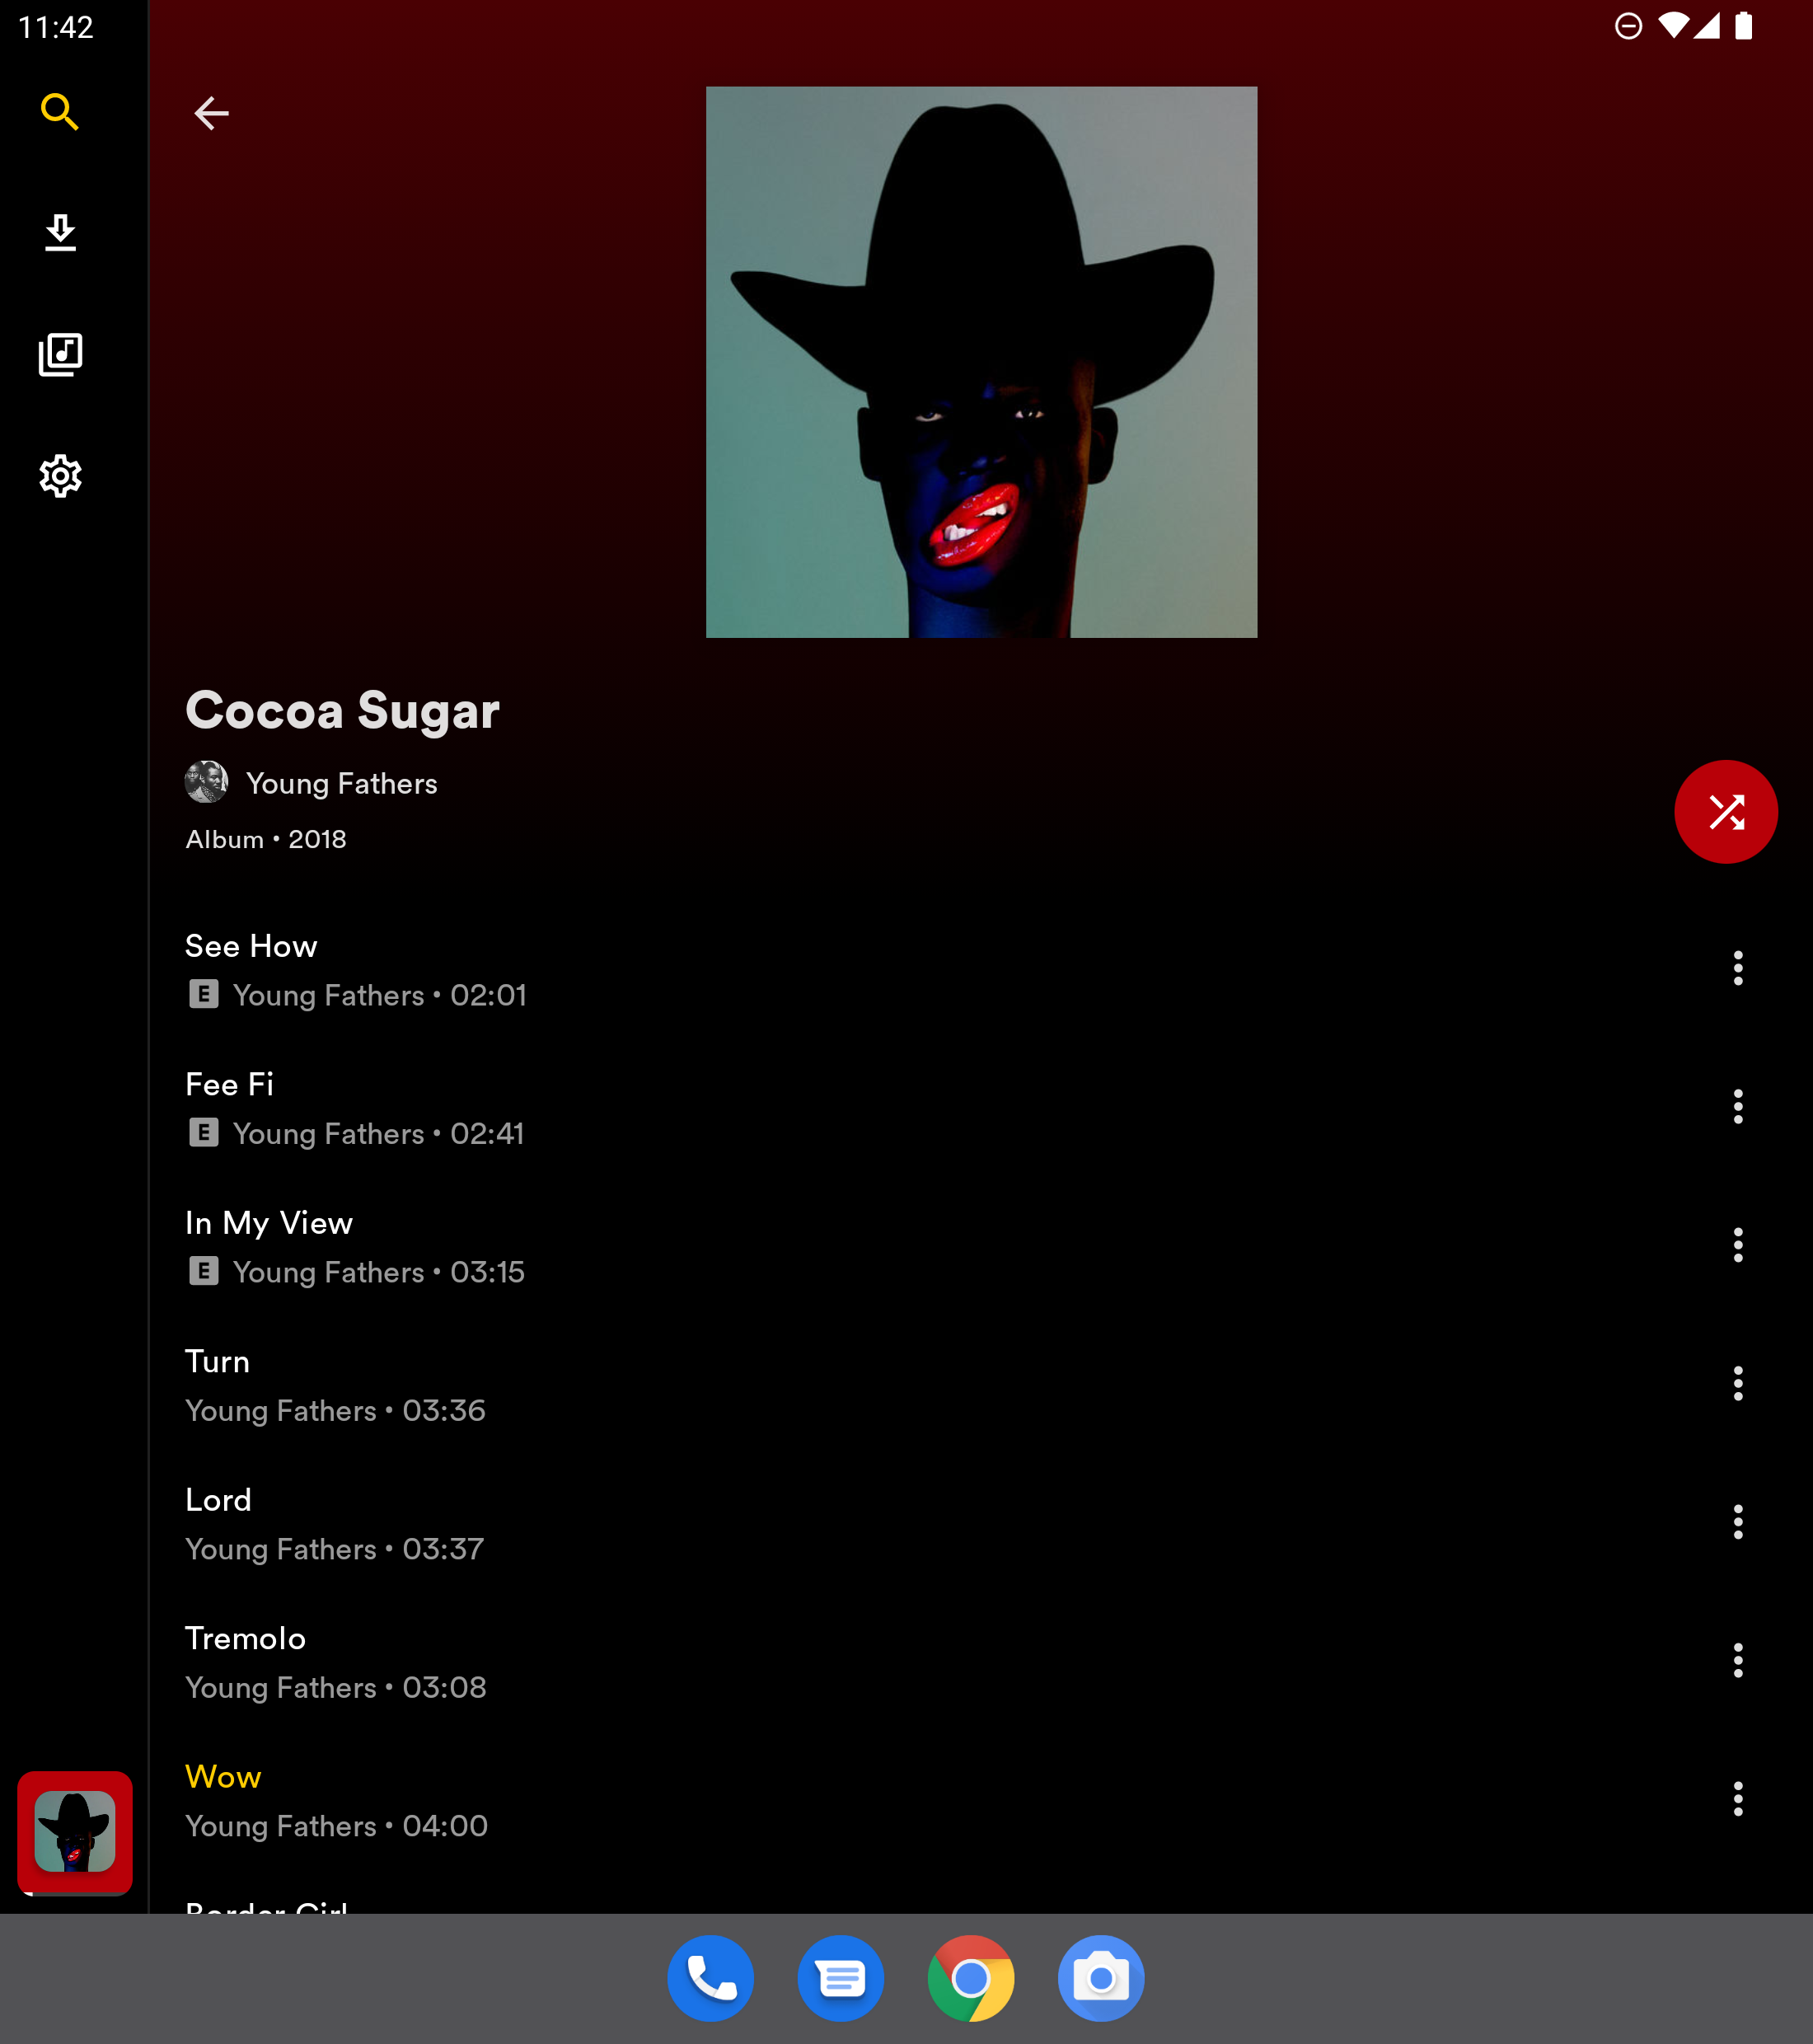 11:42
Cocoa Sugar
Young Fathers
Album • 2018
See How
E Young Fathers • 02:01
Fee Fi
E Young Fathers • 02:41
In My View
E Young Fathers • 03:15
Turn
Young Fathers • 03:36
Lord
Young Fathers • 03:37
Tremolo
Young Fathers • 03:08
Wow
Young Fathers • 04:00
Border Girl